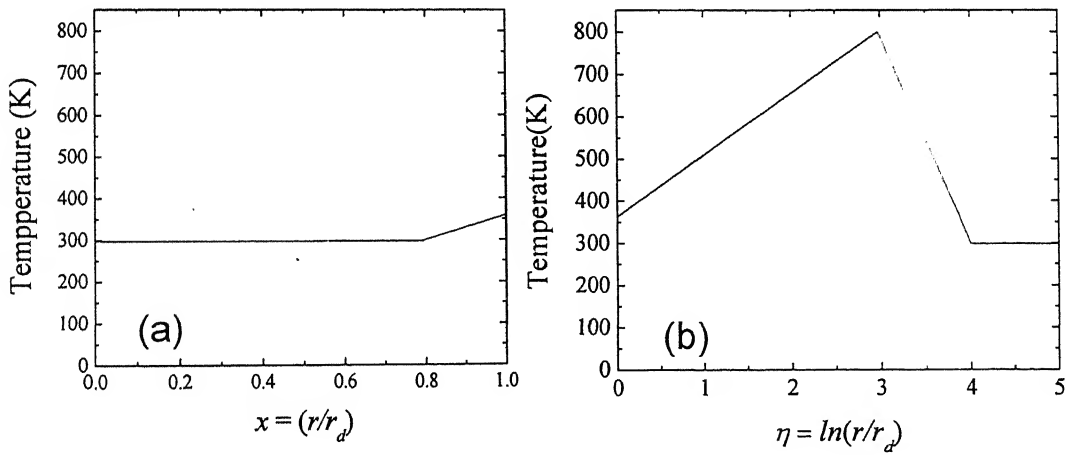 Tempperature (K)
800
700
600
500
400
300
200
100
0
(a)
0.0 0.2 0.4 0.6 0.8 1.0
x = (r/r_d)
Temperature(K)
800
700
600
500
400
300
200
100
0
(b)
0 1 2 3 4 5
η = ln(r/r_d)